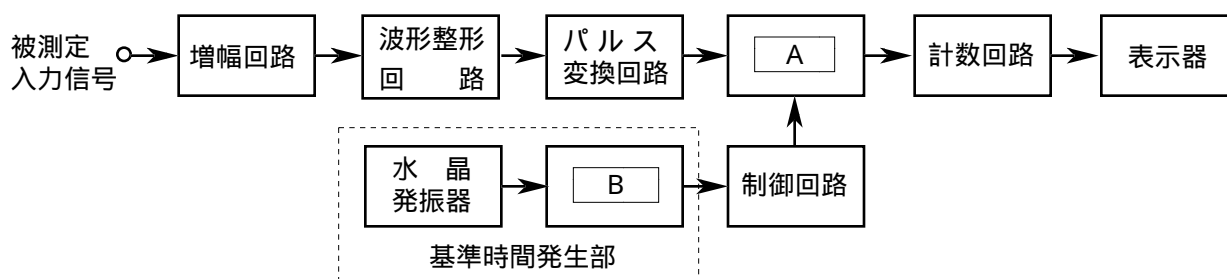 被測定
入力信号
増幅回路
波形整形
回　　路
パ ル ス
変換回路
A
計数回路
表示器
水　晶
発振器
B
制御回路
基準時間発生部